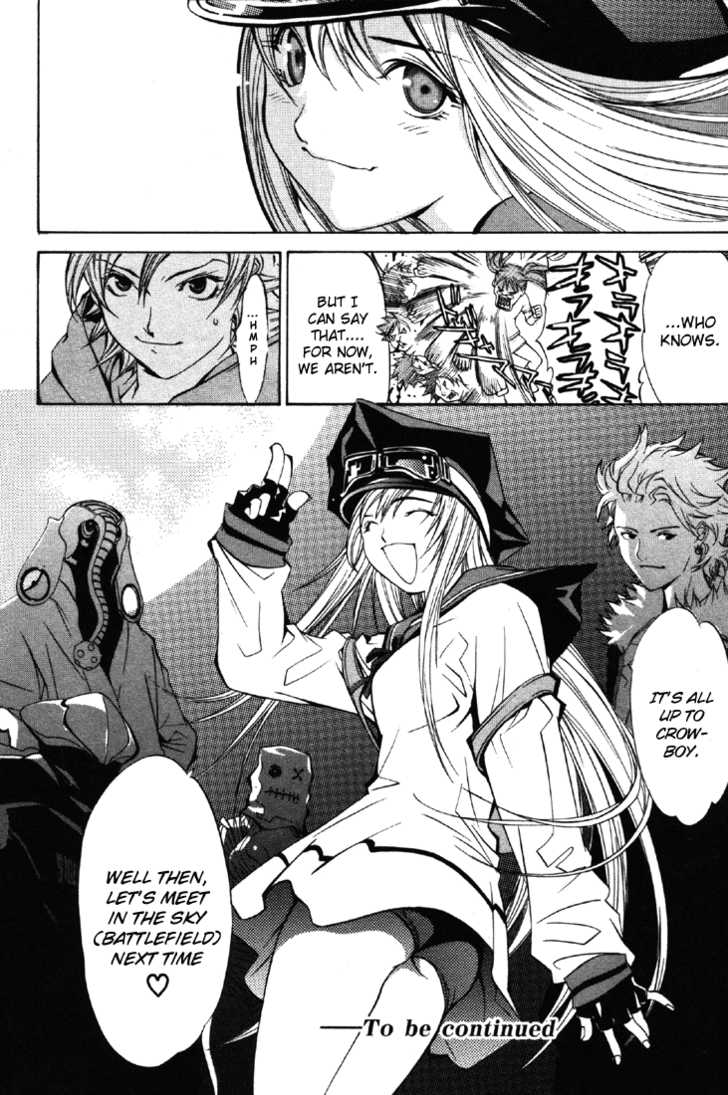 ...WHO
KNOWS.
BUT I
CAN SAY
THAT....
FOR NOW,
WE AREN'T.
...HMPH
IT'S ALL
UP TO
CROW-
BOY.
WELL THEN,
LET'S MEET
IN THE SKY
(BATTLEFIELD)
NEXT TIME
♡
To be continued